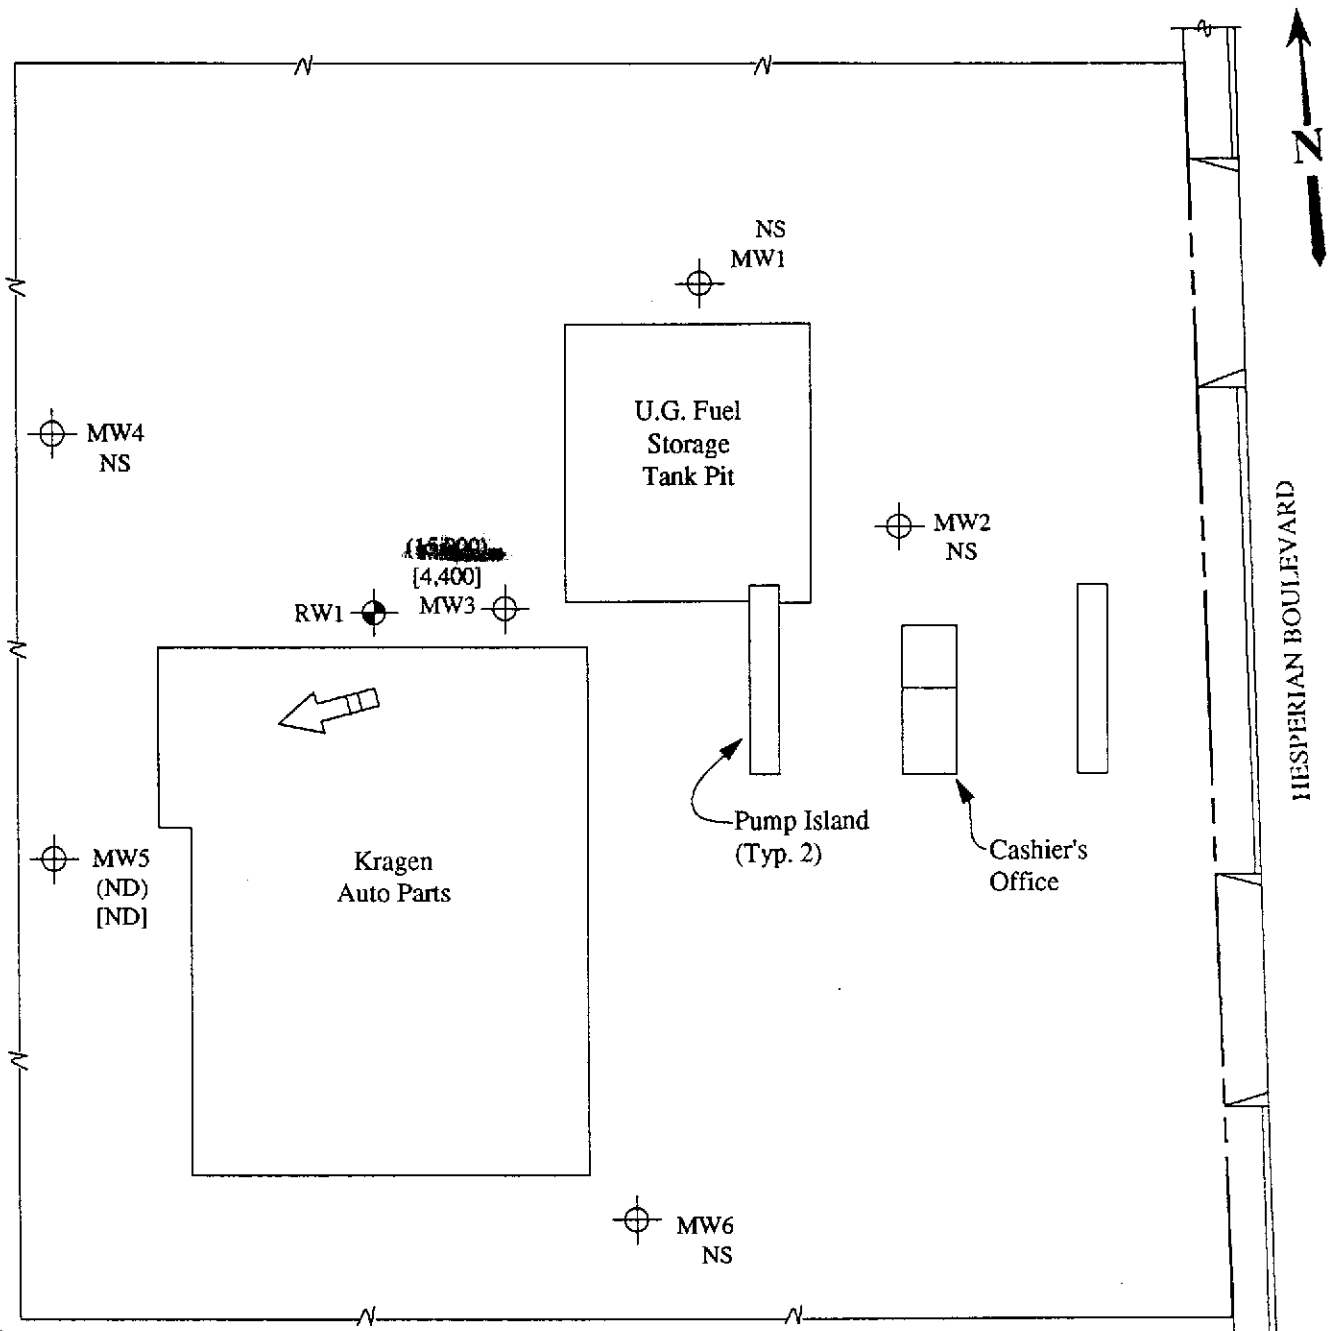 N
NS
MW1
U.G. Fuel
Storage
Tank Pit
MW4
NS
MW2
NS
[4,400]
RW1
MW3
HESPERIAN BOULEVARD
Pump Island
(Typ. 2)
Cashier's
Office
MW5
(ND)
[ND]
Kragen
Auto Parts
MW6
NS